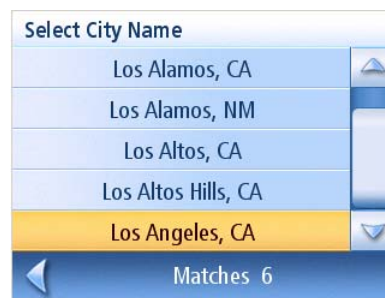 Select City Name
Los Alamos, CA
Los Alamos, NM
Los Altos, CA
Los Altos Hills, CA
Los Angeles, CA
Matches 6